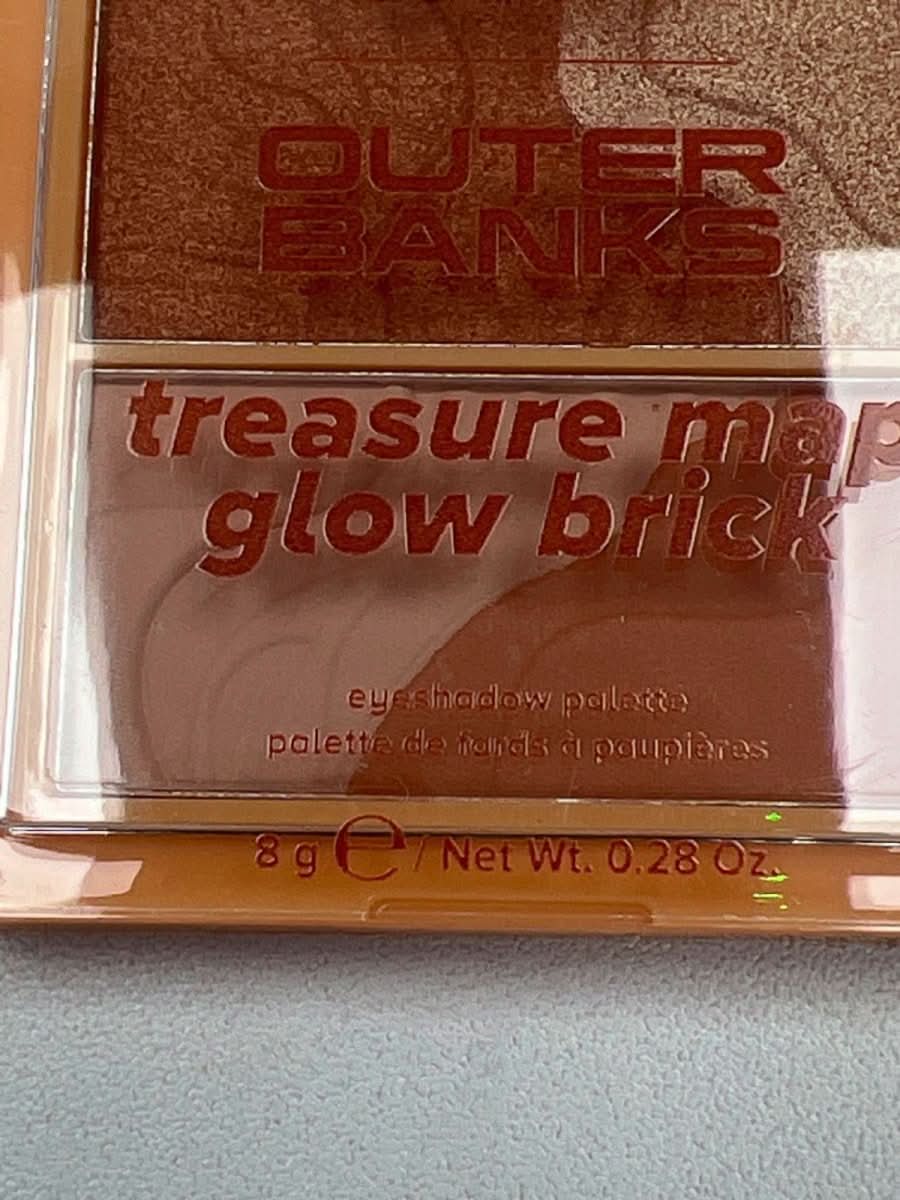 OUTER
BANKS
treasure map
glow brick
eyeshadow palette
palette de fards à paupières
8 g ℮ / Net Wt. 0.28 Oz.